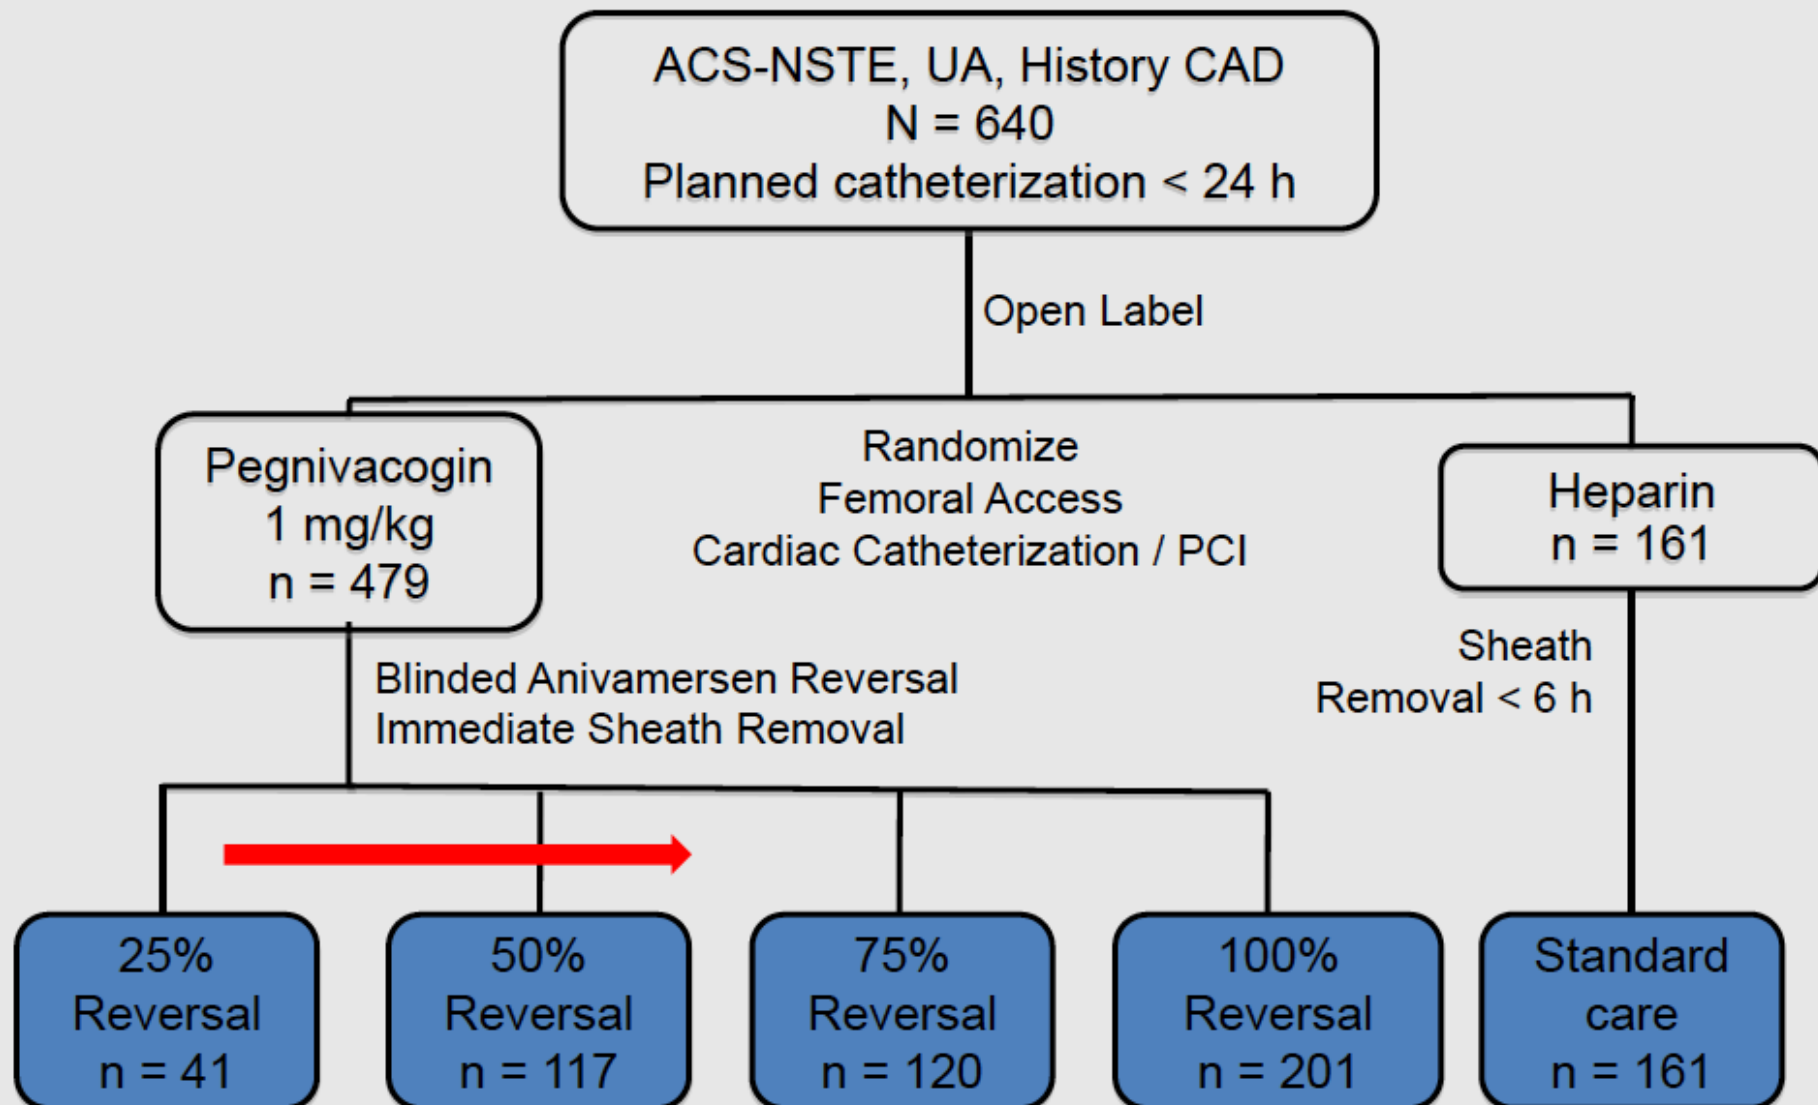 ACS-NSTE, UA, History CAD
N = 640
Planned catheterization < 24 h
Open Label
Pegnivacogin
1 mg/kg
n = 479
Randomize
Femoral Access
Cardiac Catheterization / PCI
Heparin
n = 161
Blinded Anivamersen Reversal
Immediate Sheath Removal
Sheath
Removal < 6 h
25%
Reversal
n = 41
50%
Reversal
n = 117
75%
Reversal
n = 120
100%
Reversal
n = 201
Standard
care
n = 161